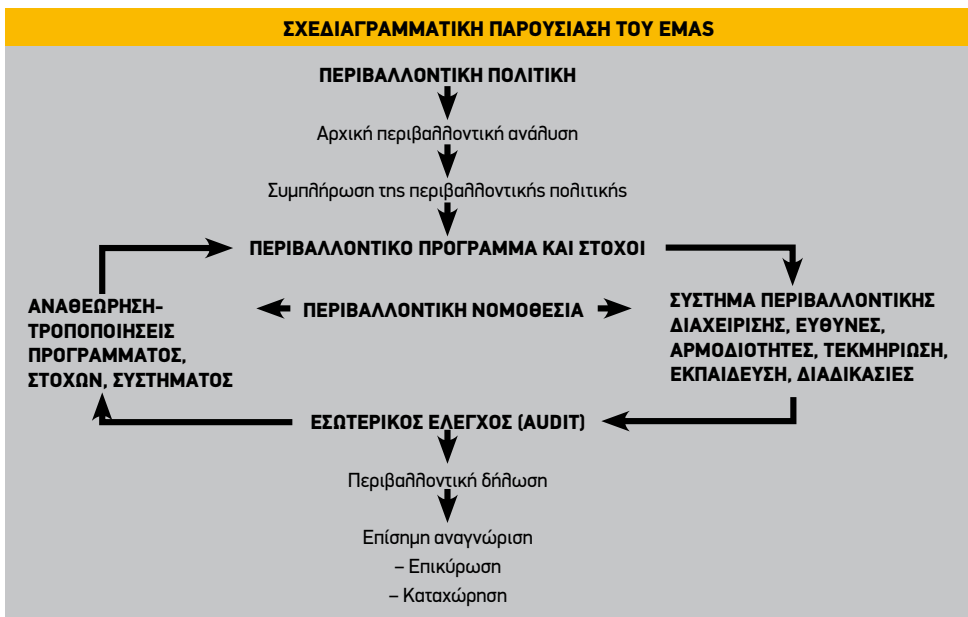 ΣΧΕΔΙΑΓΡΑΜΜΑΤΙΚΗ ΠΑΡΟΥΣΙΑΣΗ ΤΟΥ EMAS
ΠΕΡΙΒΑΛΛΟΝΤΙΚΗ ΠΟΛΙΤΙΚΗ
Αρχική περιβαλλοντική ανάλυση
Συμπλήρωση της περιβαλλοντικής πολιτικής
ΠΕΡΙΒΑΛΛΟΝΤΙΚΟ ΠΡΟΓΡΑΜΜΑ ΚΑΙ ΣΤΟΧΟΙ
ΑΝΑΘΕΩΡΗΣΗ-
ΤΡΟΠΟΠΟΙΗΣΕΙΣ
ΠΡΟΓΡΑΜΜΑΤΟΣ,
ΣΤΟΧΩΝ, ΣΥΣΤΗΜΑΤΟΣ
ΠΕΡΙΒΑΛΛΟΝΤΙΚΗ ΝΟΜΟΘΕΣΙΑ
ΣΥΣΤΗΜΑ ΠΕΡΙΒΑΛΛΟΝΤΙΚΗΣ
ΔΙΑΧΕΙΡΙΣΗΣ, ΕΥΘΥΝΕΣ,
ΑΡΜΟΔΙΟΤΗΤΕΣ, ΤΕΚΜΗΡΙΩΣΗ,
ΕΚΠΑΙΔΕΥΣΗ, ΔΙΑΔΙΚΑΣΙΕΣ
ΕΣΩΤΕΡΙΚΟΣ ΕΛΕΓΧΟΣ (AUDIT)
Περιβαλλοντική δήλωση
Επίσημη αναγνώριση
– Επικύρωση
– Καταχώρηση